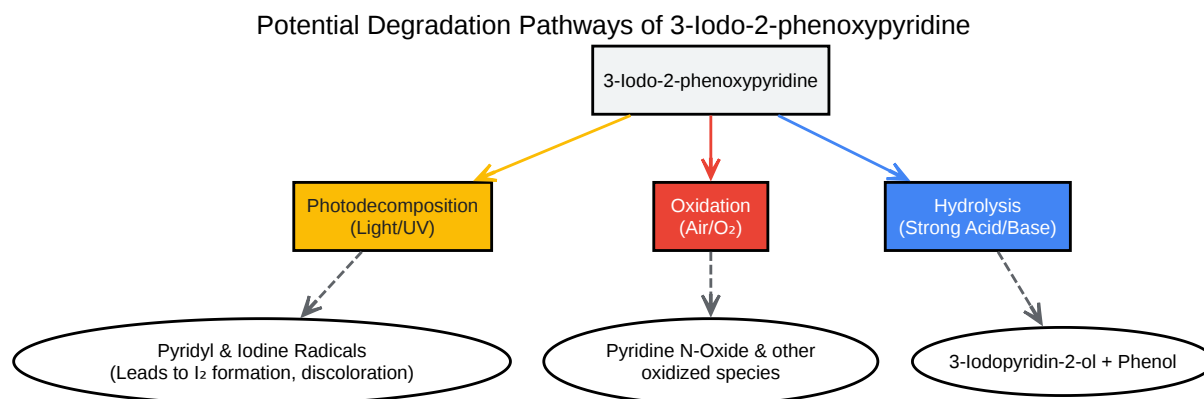 Potential Degradation Pathways of 3-Iodo-2-phenoxypyridine
3-Iodo-2-phenoxypyridine
Photodecomposition
(Light/UV)
Oxidation
(Air/O₂)
Hydrolysis
(Strong Acid/Base)
Pyridyl & Iodine Radicals
(Leads to I₂ formation, discoloration)
Pyridine N-Oxide & other
oxidized species
3-Iodopyridin-2-ol + Phenol